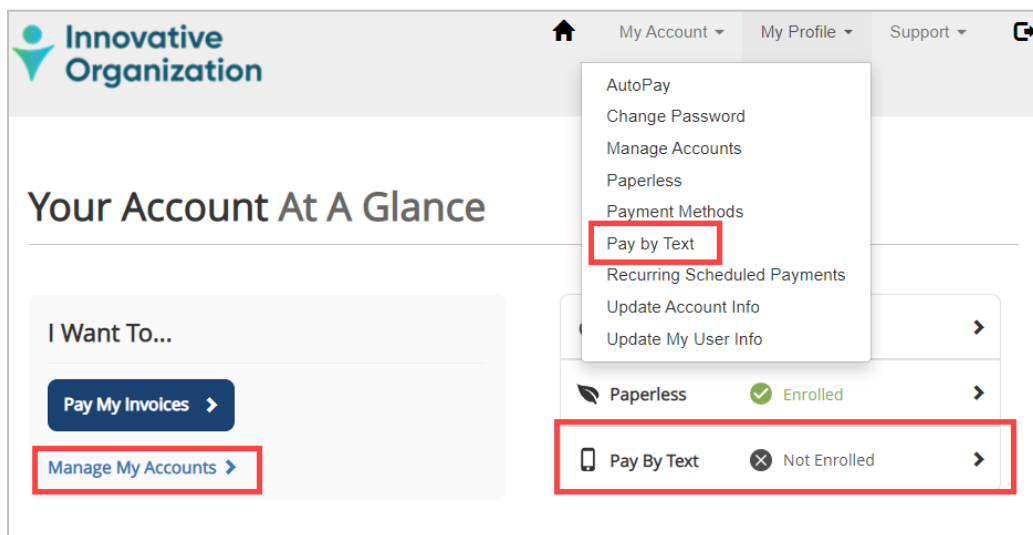 Innovative
Organization
My Account
My Profile
Support
AutoPay
Change Password
Manage Accounts
Paperless
Payment Methods
Pay by Text
Recurring Scheduled Payments
Update Account Info
Update My User Info
Your Account At A Glance
I Want To...
Pay My Invoices
Manage My Accounts
Paperless Enrolled
Pay By Text Not Enrolled